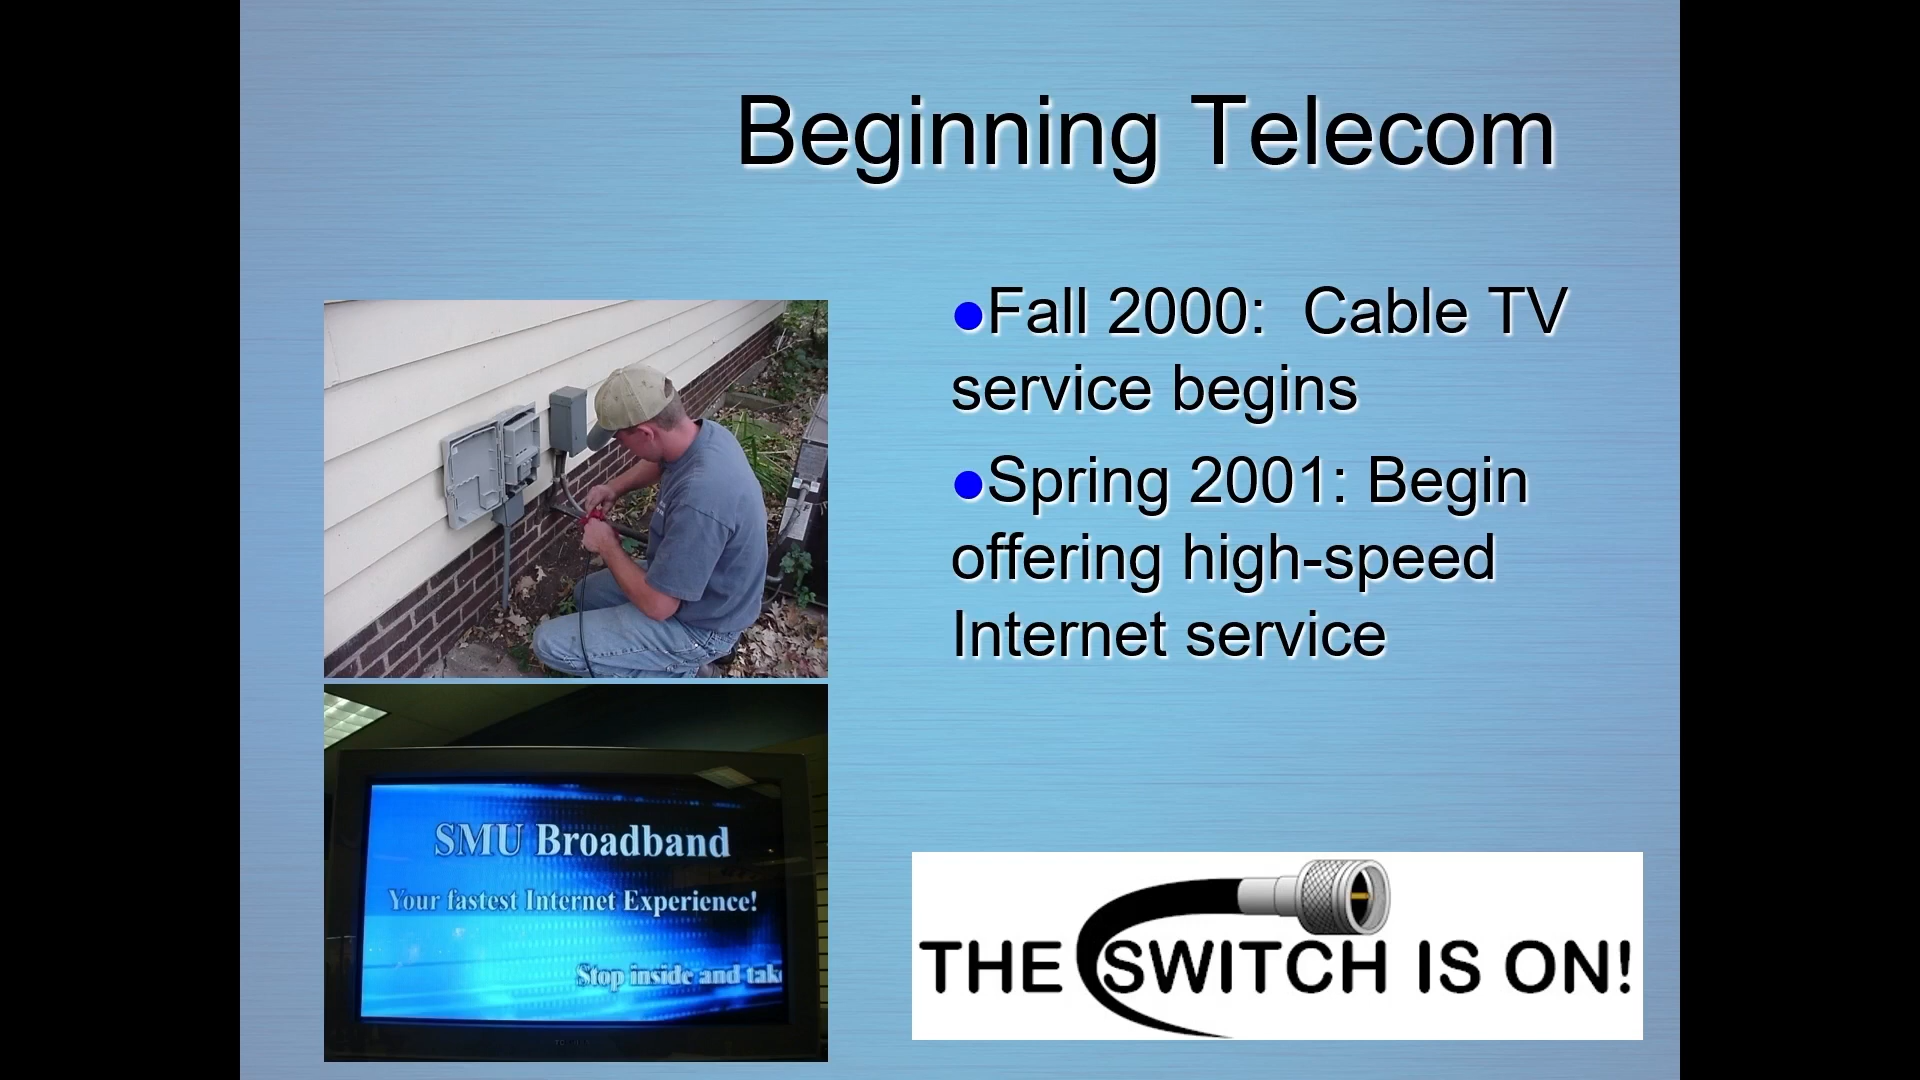 Beginning Telecom
●Fall 2000:  Cable TV
service begins
●Spring 2001: Begin
offering high-speed
Internet service
SMU Broadband
Your fastest Internet Experience!
Stop inside and tak
THE SWITCH IS ON!